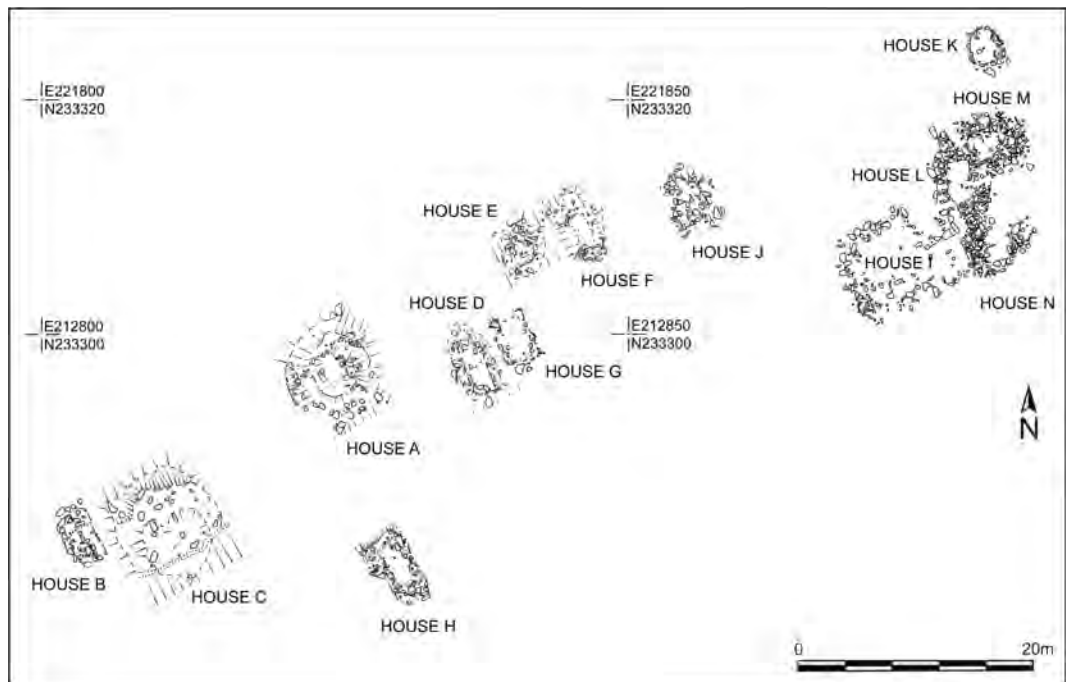 HOUSE K
E221800
N233320
E221850
N233320
HOUSE M
HOUSE L
HOUSE E
HOUSE J
HOUSE I
HOUSE F
HOUSE D
HOUSE N
E212800
N233300
E212850
N233300
HOUSE G
N
HOUSE A
HOUSE B
HOUSE C
HOUSE H
0
20m